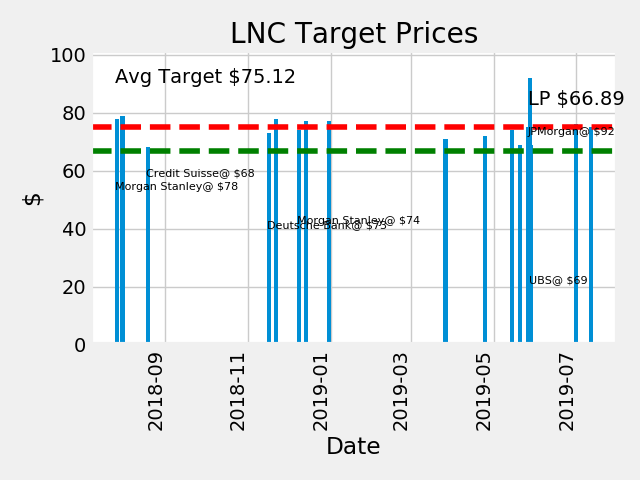 LNC Target Prices
Avg Target $75.12
LP $66.89
JPMorgan@ $92
Credit Suisse@ $68
Morgan Stanley@ $78
Morgan Stanley@ $74
Deutsche Bank@ $73
UBS@ $69
$
100
80
60
40
20
0
2018-09
2018-11
2019-01
2019-03
2019-05
2019-07
Date